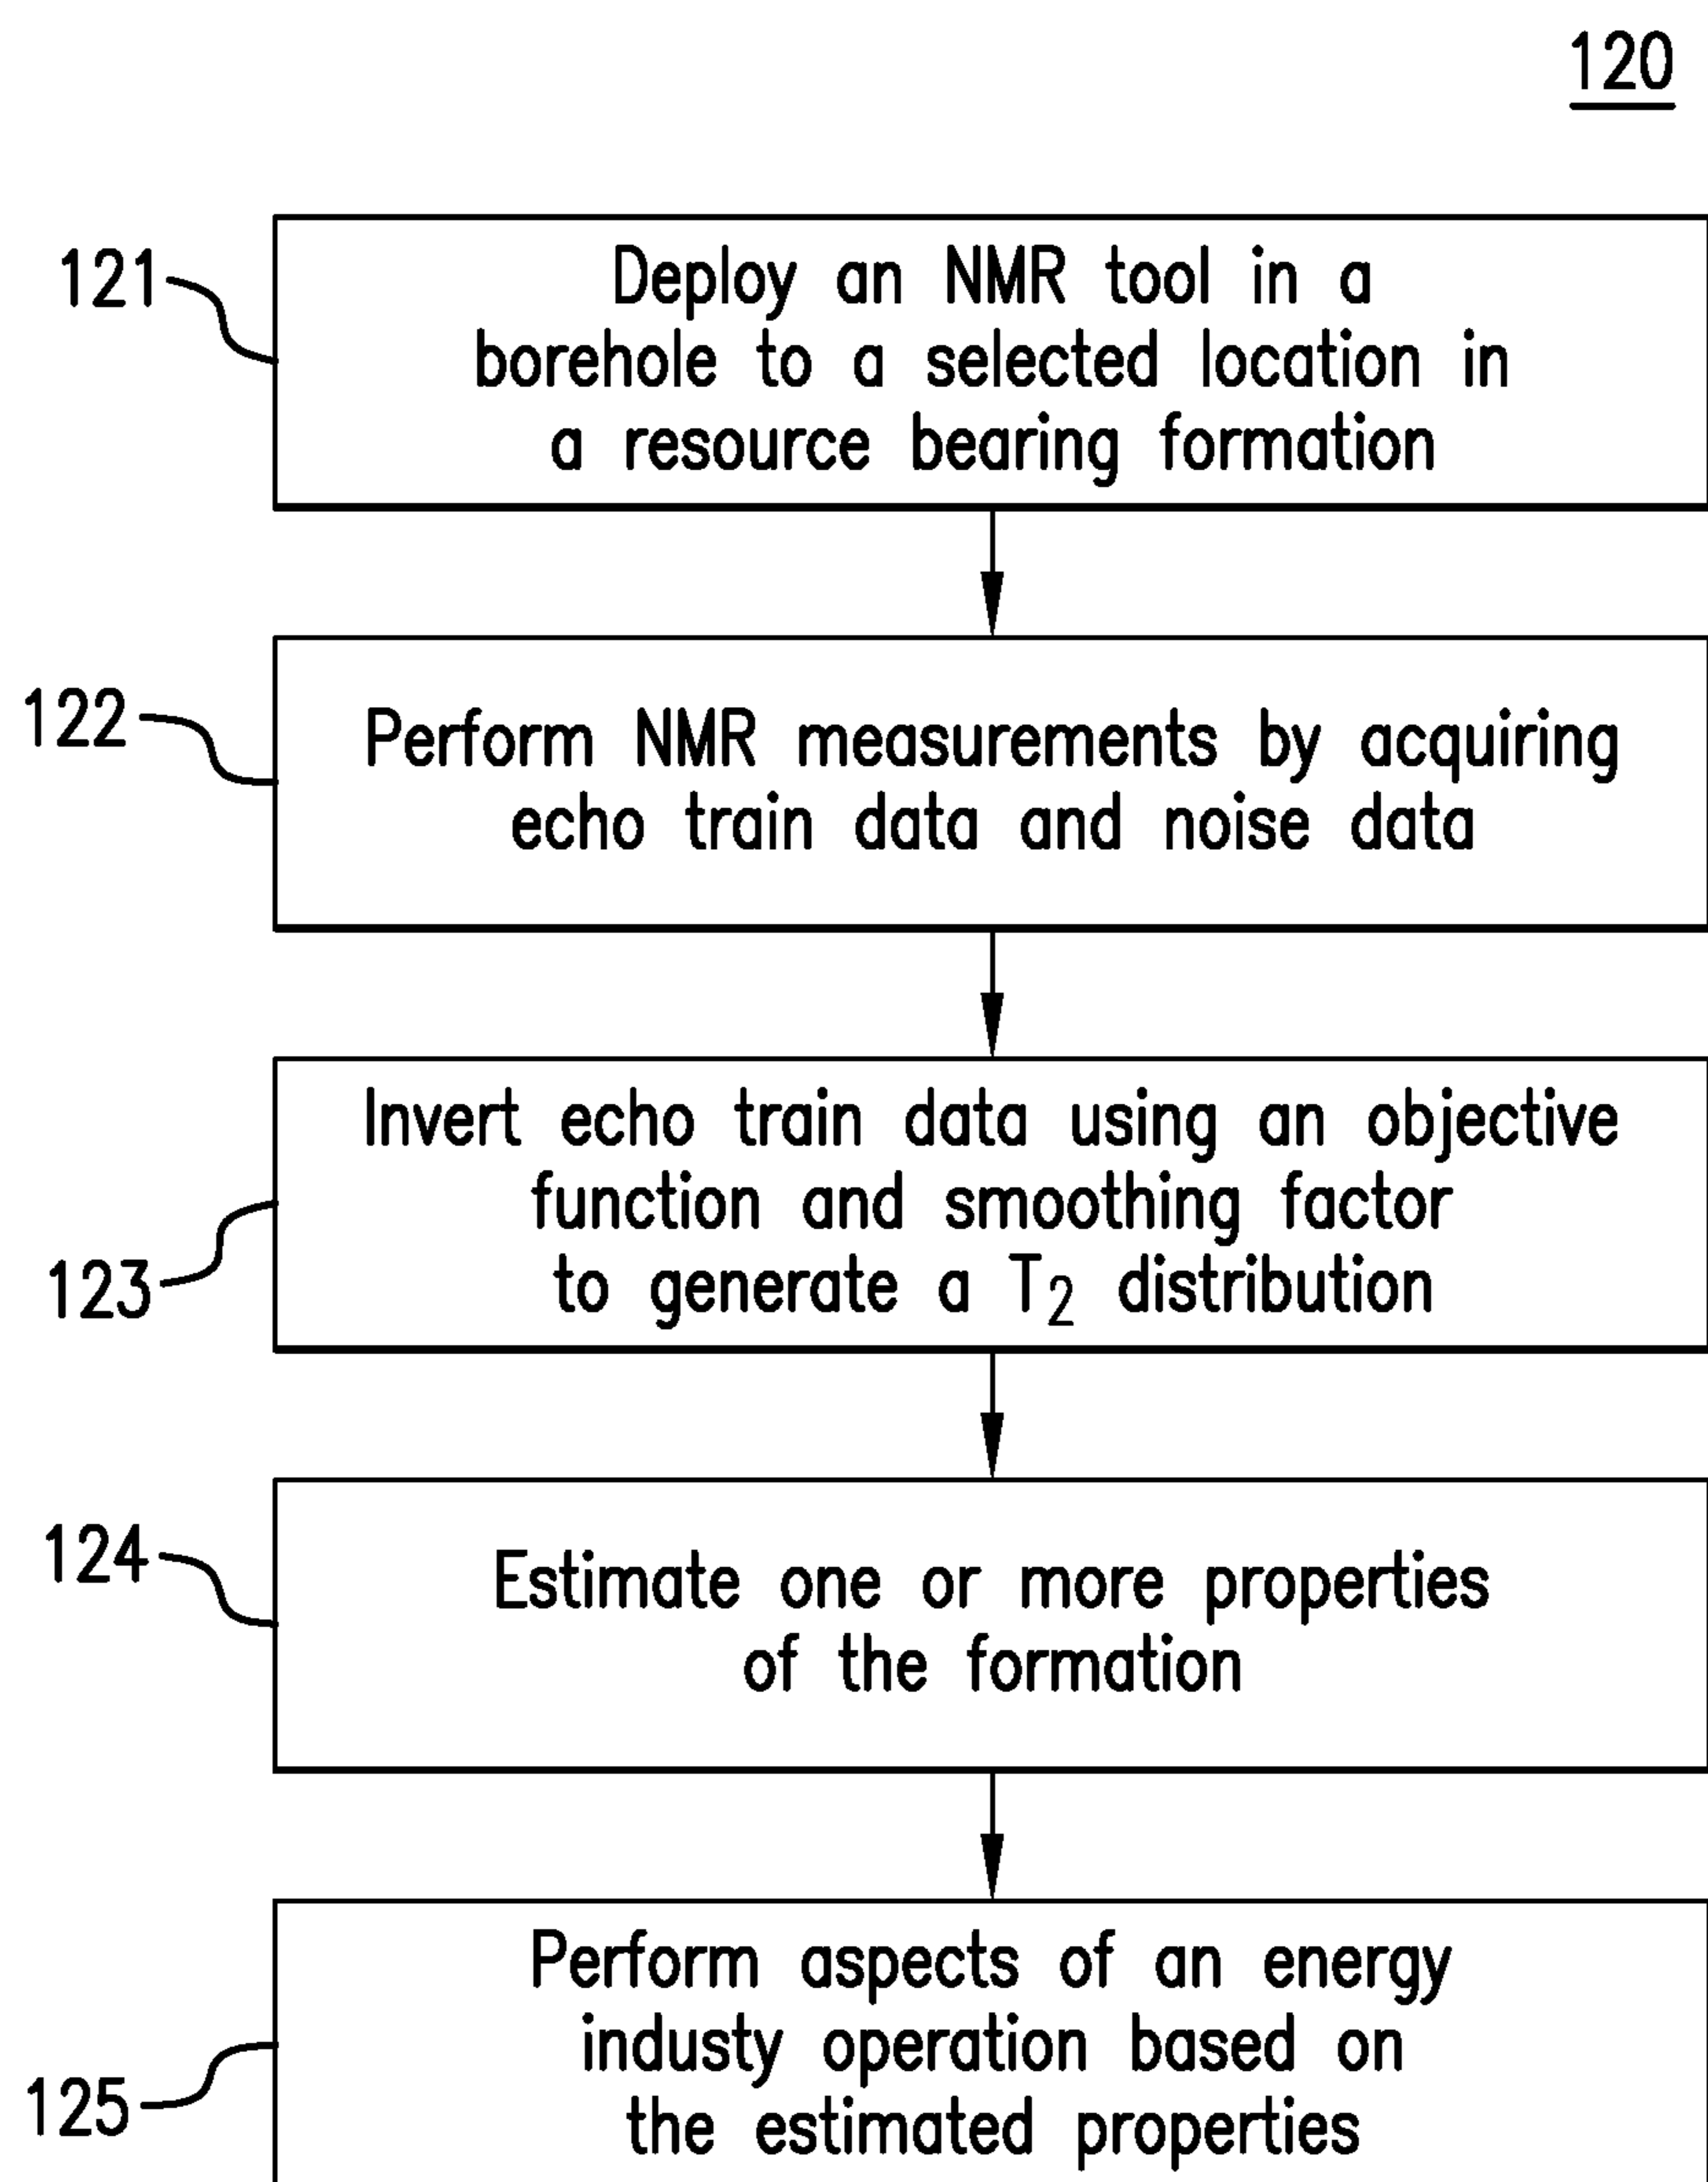 120
121
Deploy an NMR tool in a
borehole to a selected location in
a resource bearing formation
122
Perform NMR measurements by acquiring
echo train data and noise data
Invert echo train data using an objective
function and smoothing factor
to generate a T₂ distribution
123
124
Estimate one or more properties
of the formation
Perform aspects of an energy
industy operation based on
the estimated properties
125